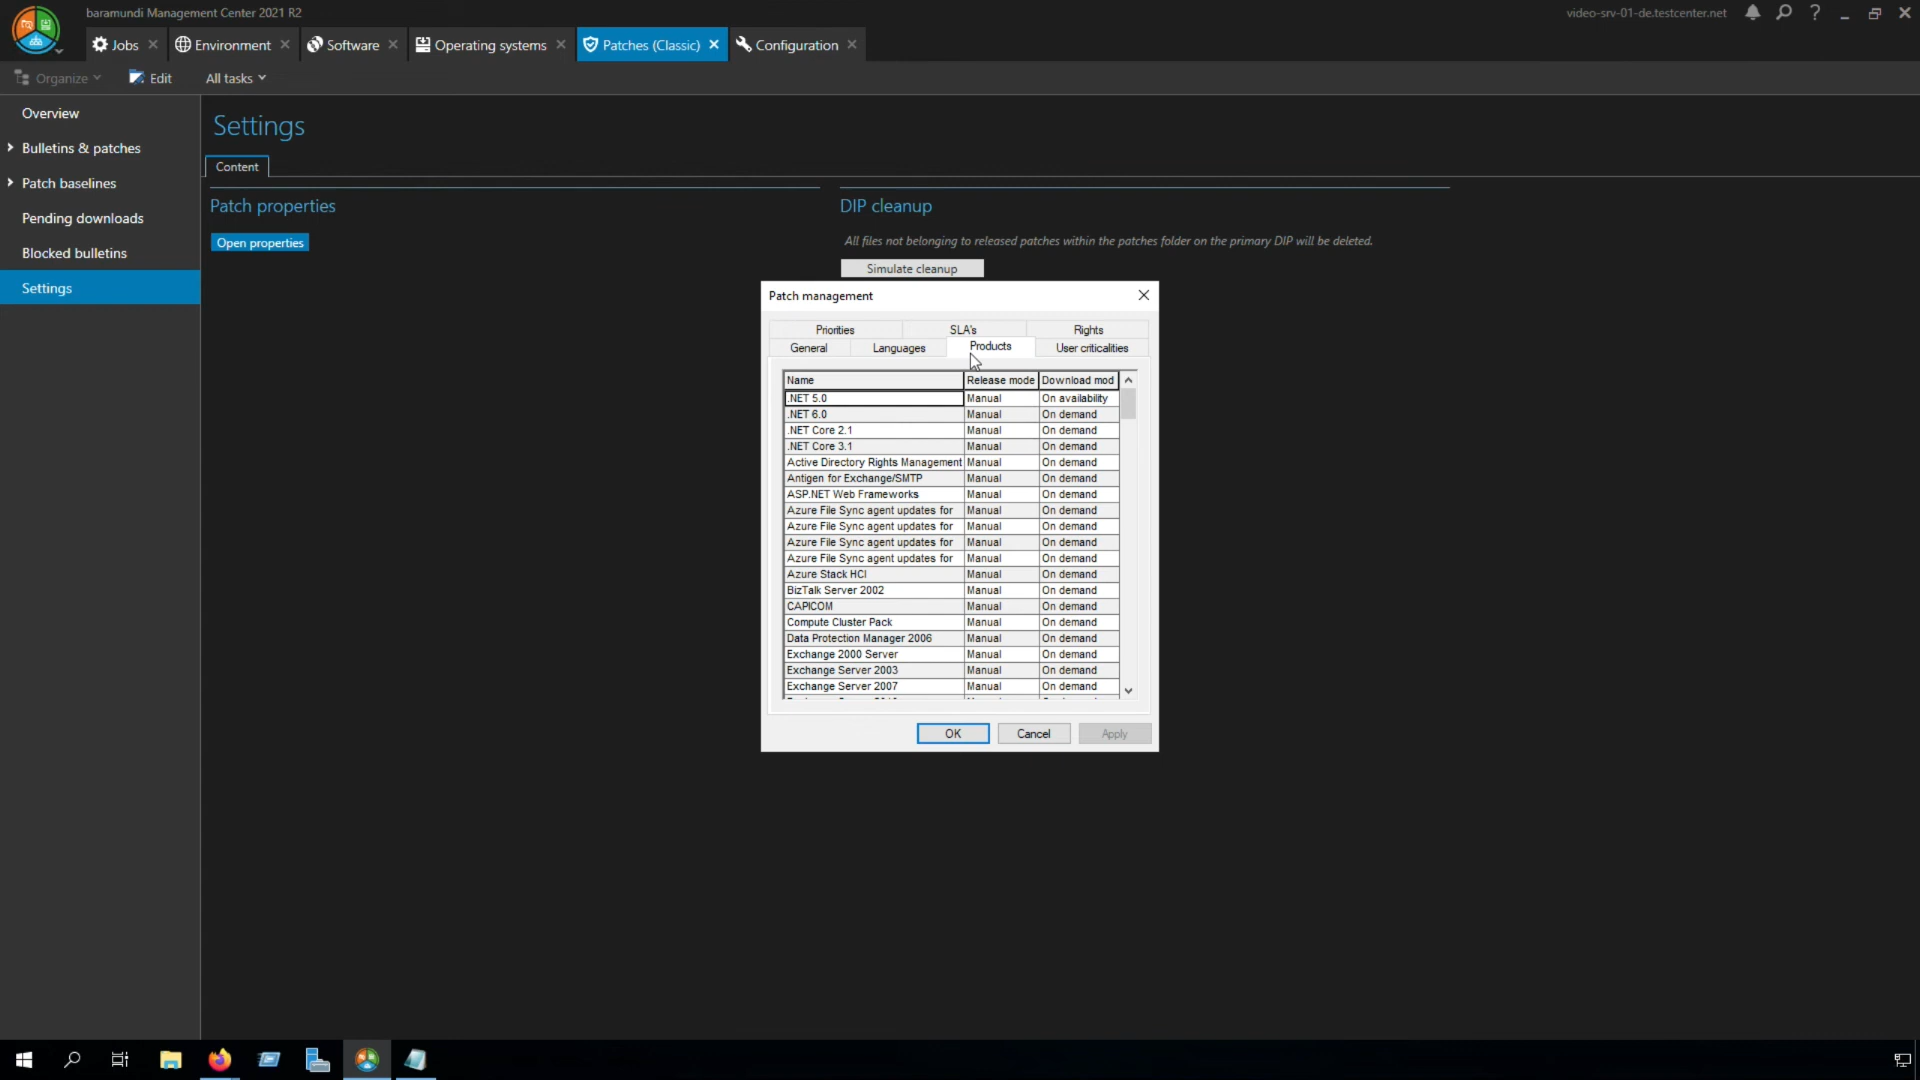 baramundi Management Center 2021 R2
video-srv-01-de.testcenter.net
Jobs
Environment
Software
Operating systems
Patches (Classic)
Configuration
Organize
Edit
All tasks
Overview
Bulletins & patches
Patch baselines
Pending downloads
Blocked bulletins
Settings
Settings
Content
Patch properties
Open properties
DIP cleanup
All files not belonging to released patches within the patches folder on the primary DIP will be deleted.
Simulate cleanup
Patch management
Priorities SLA's Rights
General Languages Products User criticalities
Name Release mode Download mod
.NET 5.0 Manual On availability
.NET 6.0 Manual On demand
.NET Core 2.1 Manual On demand
.NET Core 3.1 Manual On demand
Active Directory Rights Management Manual On demand
Antigen for Exchange/SMTP Manual On demand
ASP.NET Web Frameworks Manual On demand
Azure File Sync agent updates for Manual On demand
Azure File Sync agent updates for Manual On demand
Azure File Sync agent updates for Manual On demand
Azure File Sync agent updates for Manual On demand
Azure Stack HCI Manual On demand
BizTalk Server 2002 Manual On demand
CAPICOM Manual On demand
Compute Cluster Pack Manual On demand
Data Protection Manager 2006 Manual On demand
Exchange 2000 Server Manual On demand
Exchange Server 2003 Manual On demand
Exchange Server 2007 Manual On demand
OK Cancel Apply